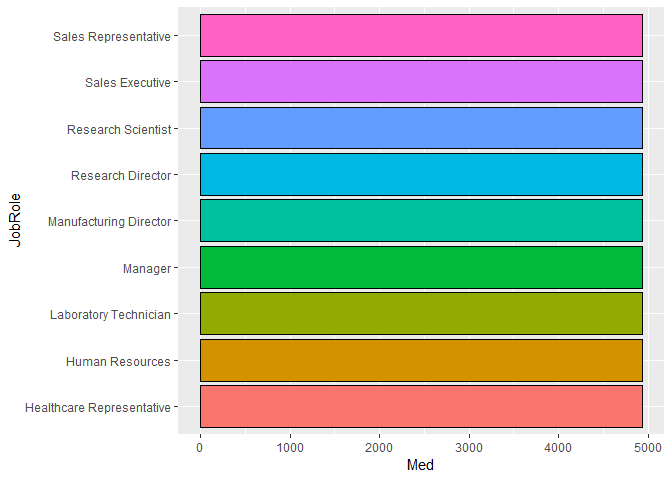 Sales Representative
Sales Executive
Research Scientist
Research Director
Manufacturing Director
Manager
Laboratory Technician
Human Resources
Healthcare Representative
JobRole
0 1000 2000 3000 4000 5000
Med